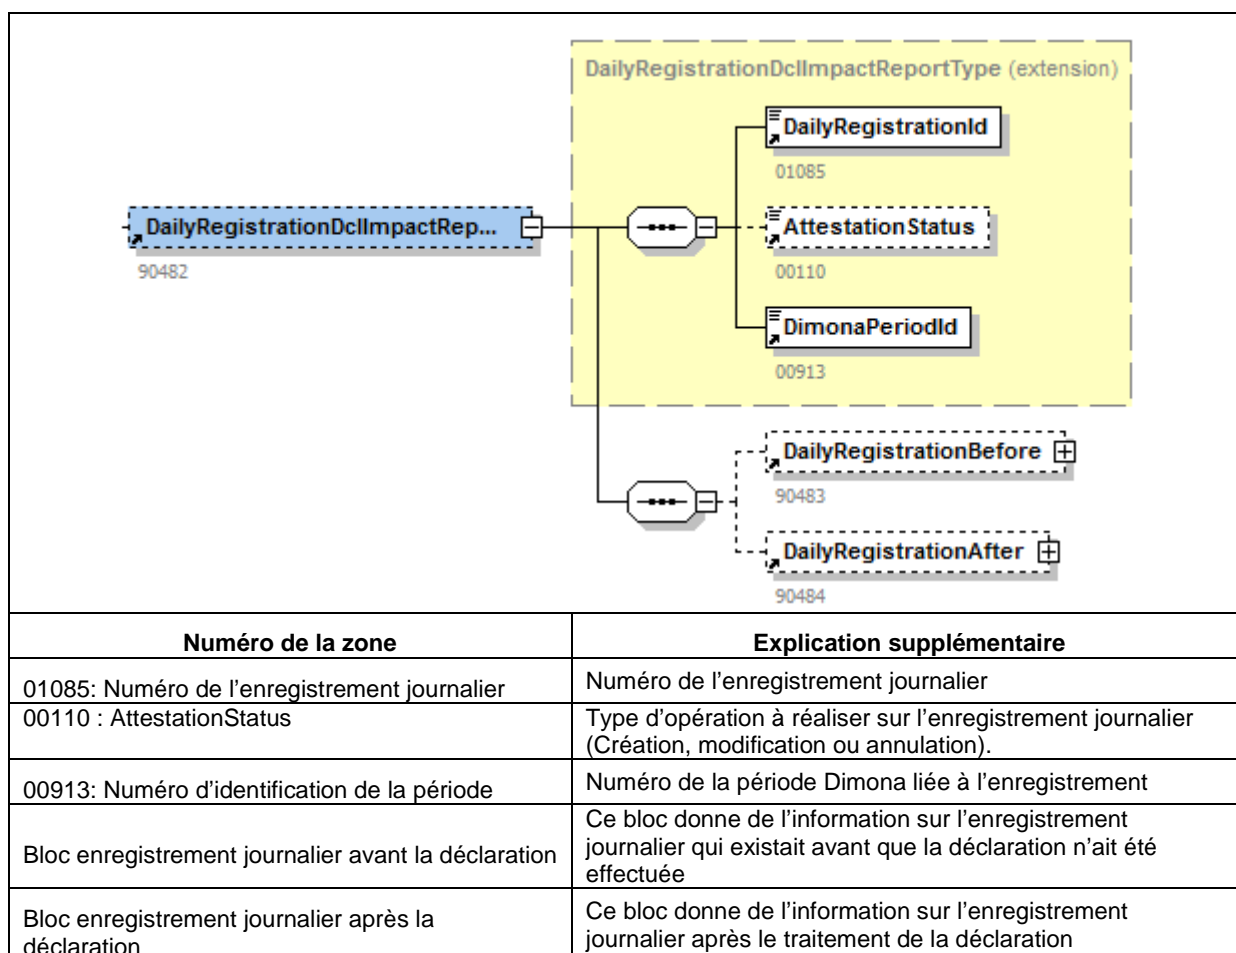 DailyRegistrationDclImpactReportType (extension)
DailyRegistrationId
01085
DailyRegistrationDclImpactRep...
90482
AttestationStatus
00110
DimonaPeriodId
00913
DailyRegistrationBefore
90483
DailyRegistrationAfter
90484
Numéro de la zone
Explication supplémentaire
01085: Numéro de l’enregistrement journalier
Numéro de l’enregistrement journalier
00110 : AttestationStatus
Type d’opération à réaliser sur l’enregistrement journalier
(Création, modification ou annulation).
00913: Numéro d’identification de la période
Numéro de la période Dimona liée à l’enregistrement
Bloc enregistrement journalier avant la déclaration
Ce bloc donne de l’information sur l’enregistrement
journalier qui existait avant que la déclaration n’ait été
effectuée
Bloc enregistrement journalier après la
déclaration
Ce bloc donne de l’information sur l’enregistrement
journalier après le traitement de la déclaration